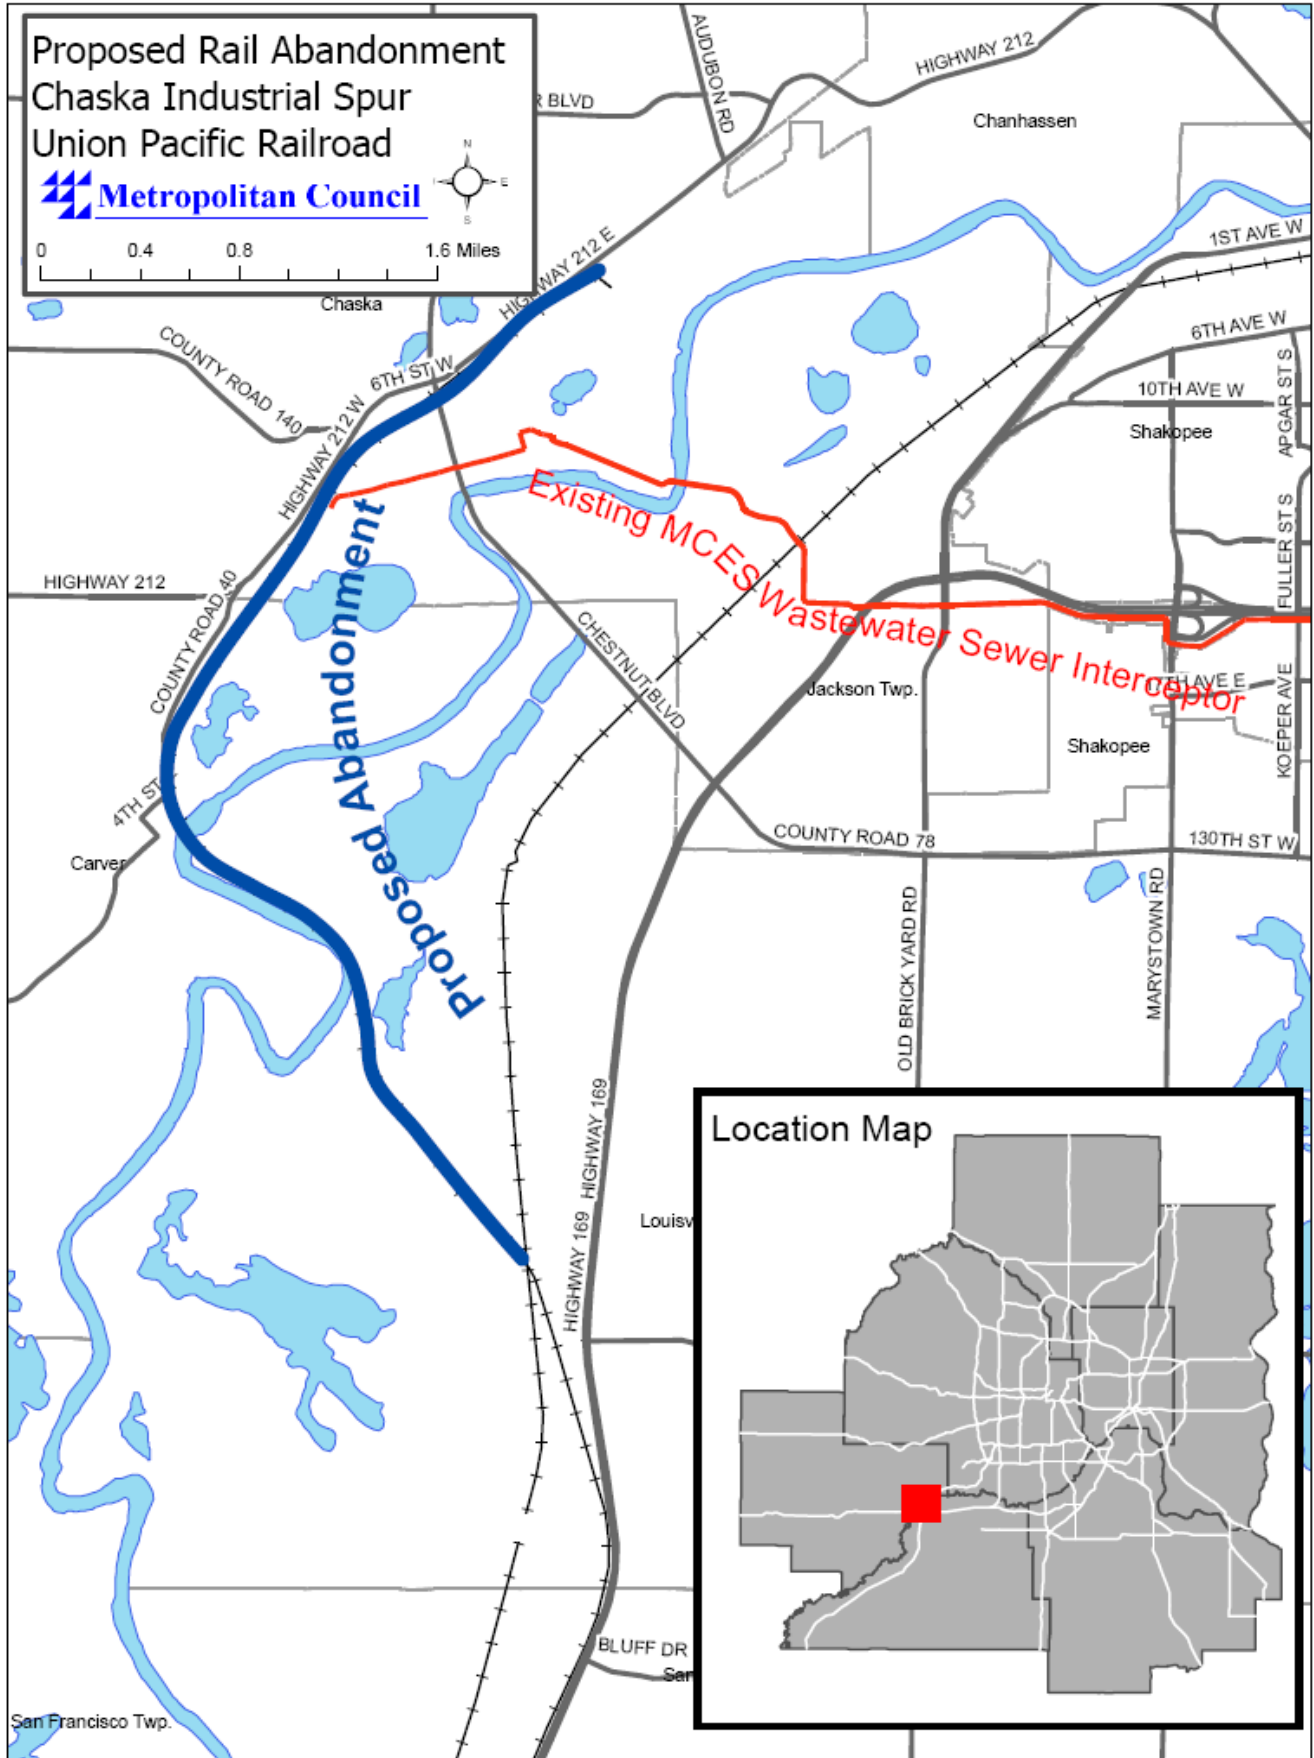 Proposed Rail Abandonment
Chaska Industrial Spur
Union Pacific Railroad
Metropolitan Council
N
E
S
0 0.4 0.8 1.6 Miles
BLVD
AUDUBON RD
HIGHWAY 212
Chanhassen
1ST AVE W
HIGHWAY 212 E
Chaska
COUNTY ROAD 140
6TH ST W
HIGHWAY 212 W
6TH AVE W
10TH AVE W
Shakopee
APGAR ST S
Existing MCES Wastewater Sewer Interceptor
Proposed Abandonment
HIGHWAY 212
COUNTY ROAD 40
CHESTNUT BLVD
FULLER ST S
Jackson Twp.
AVE E
Shakopee
KOEPER AVE
4TH ST
Carver
COUNTY ROAD 78
130TH ST W
OLD BRICK YARD RD
MARYSTOWN RD
HIGHWAY 169
HIGHWAY 169
Louisv
Location Map
BLUFF DR
San
San Francisco Twp.